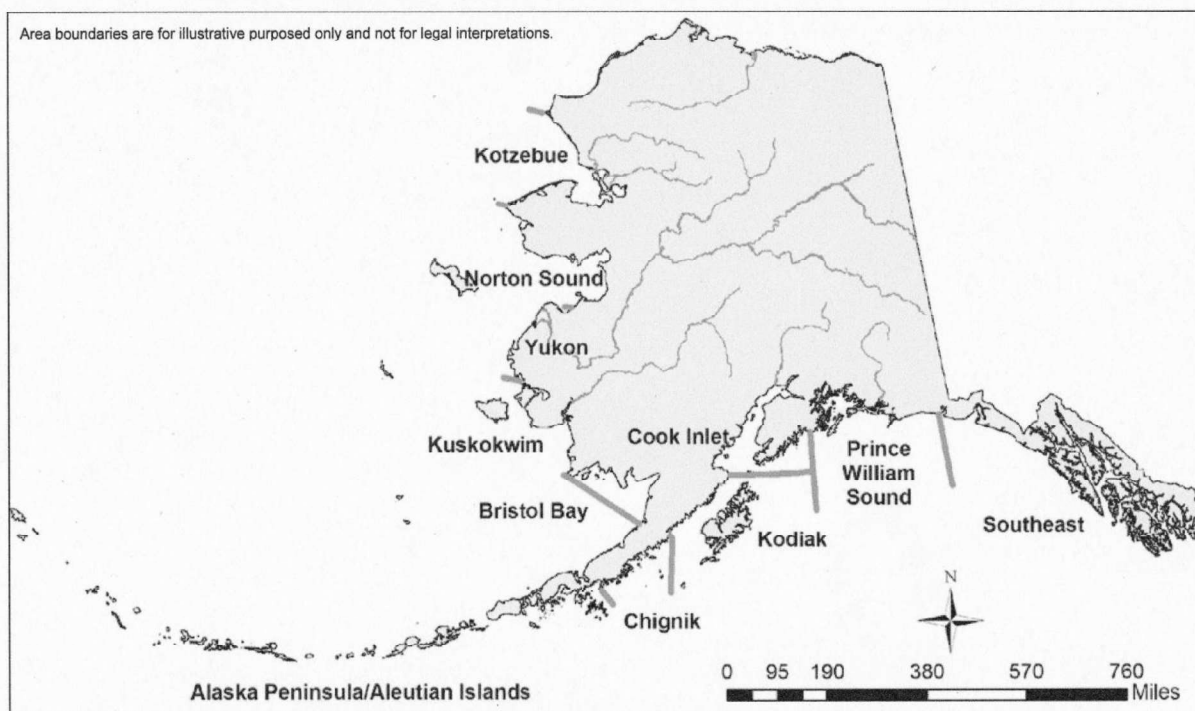 Area boundaries are for illustrative purposed only and not for legal interpretations.
Kotzebue
Norton Sound
Yukon
Kuskokwim
Cook Inlet
Prince
William
Sound
Bristol Bay
Kodiak
Southeast
Chignik
N
Alaska Peninsula/Aleutian Islands
0 95 190 380 570 760
Miles